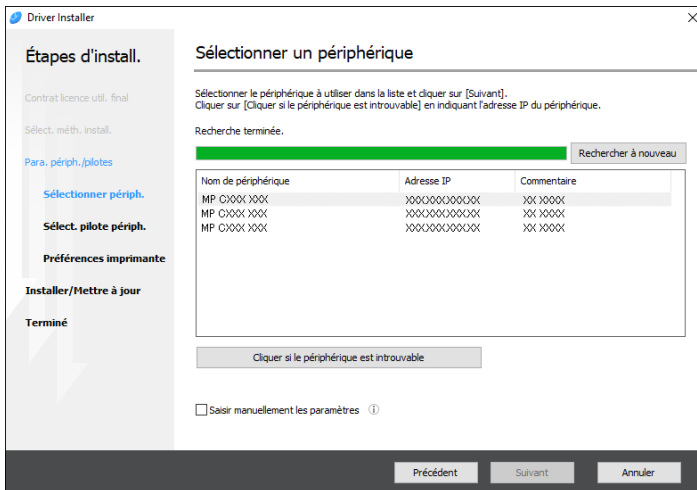 Driver Installer
Étapes d'install.
Contrat licence util. final
Sélect. méth. install.
Para. périph./pilotes
Sélectionner périph.
Sélect. pilote périph.
Préférences imprimante
Installer/Mettre à jour
Terminé
Sélectionner un périphérique
Sélectionner le périphérique à utiliser dans la liste et cliquer sur [Suivant].
Cliquer sur [Cliquer si le périphérique est introuvable] en indiquant l'adresse IP du périphérique.
Recherche terminée.
Rechercher à nouveau
Nom de périphérique Adresse IP Commentaire
MP CXXX XXX XXX.XXX.XXX.XXX XX XXXX
MP CXXX XXX XXX.XXX.XXX.XXX XX XXXX
MP CXXX XXX XXX.XXX.XXX.XXX XX XXXX
Cliquer si le périphérique est introuvable
Saisir manuellement les paramètres
Précédent Suivant Annuler